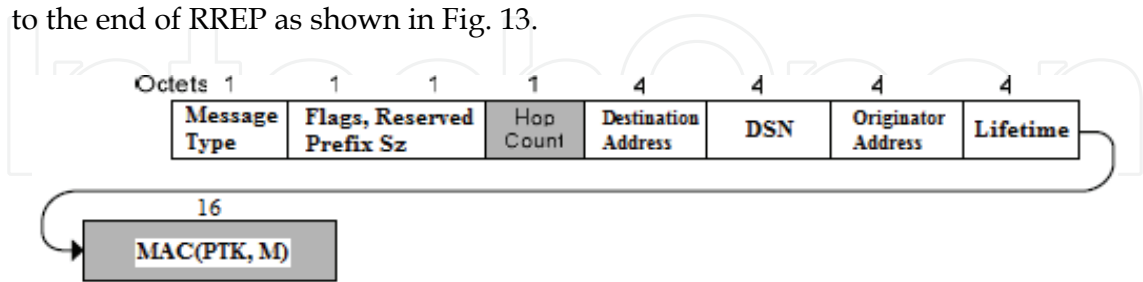 to the end of RREP as shown in Fig. 13.
Octets 1 1 1 1 4 4 4 4
Message Type
Flags, Reserved Prefix Sz
Hop Count
Destination Address
DSN
Originator Address
Lifetime
16
MAC(PTK, M)